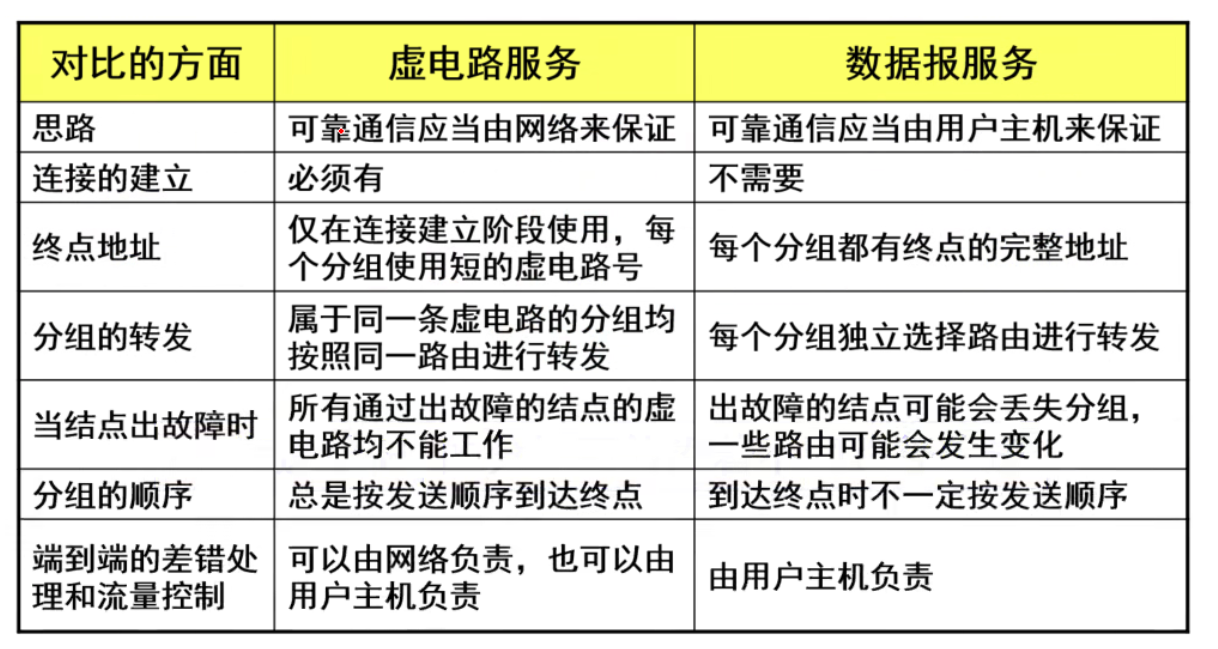 对比的方面 虚电路服务 数据报服务
思路 可靠通信应当由网络来保证 可靠通信应当由用户主机来保证
连接的建立 必须有 不需要
终点地址
仅在连接建立阶段使用，每
个分组使用短的虚电路号
每个分组都有终点的完整地址
分组的转发
属于同一条虚电路的分组均
按照同一路由进行转发
每个分组独立选择路由进行转发
当结点出故障时
所有通过出故障的结点的虚
电路均不能工作
出故障的结点可能会丢失分组，
一些路由可能会发生变化
分组的顺序 总是按发送顺序到达终点 到达终点时不一定按发送顺序
端到端的差错处
理和流量控制
可以由网络负责，也可以由
用户主机负责
由用户主机负责